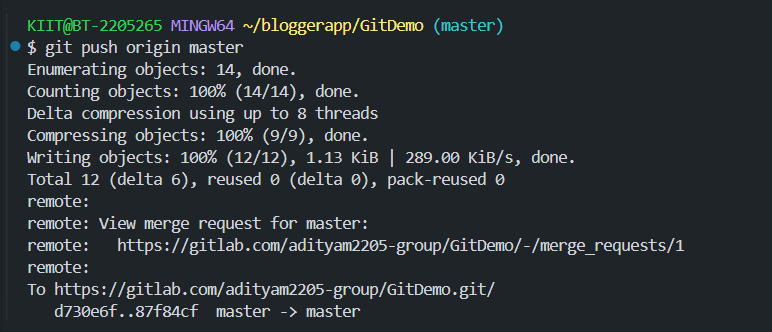 KIIT@BT-2205265 MINGW64 ~/bloggerapp/GitDemo (master)
$ git push origin master
Enumerating objects: 14, done.
Counting objects: 100% (14/14), done.
Delta compression using up to 8 threads
Compressing objects: 100% (9/9), done.
Writing objects: 100% (12/12), 1.13 KiB | 289.00 KiB/s, done.
Total 12 (delta 6), reused 0 (delta 0), pack-reused 0
remote:
remote: View merge request for master:
remote:   https://gitlab.com/adityam2205-group/GitDemo/-/merge_requests/1
remote:
To https://gitlab.com/adityam2205-group/GitDemo.git/
   d730e6f..87f84cf  master -> master